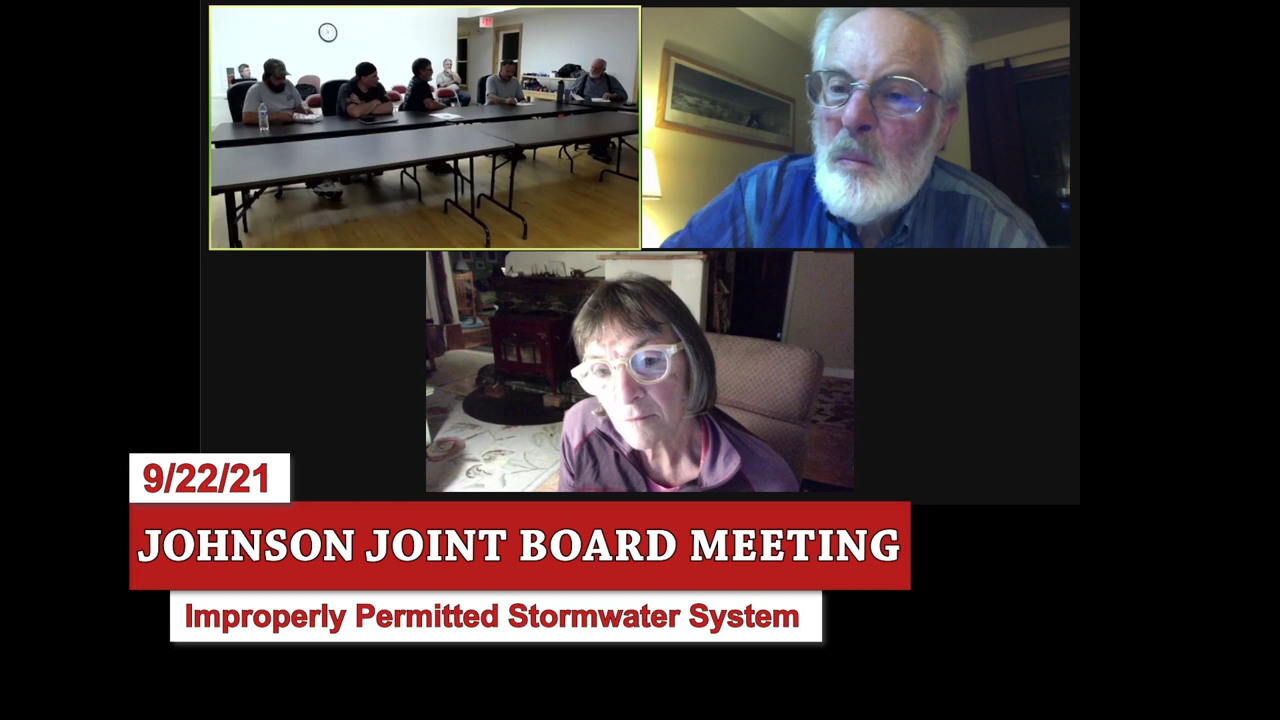 9/22/21
JOHNSON JOINT BOARD MEETING
Improperly Permitted Stormwater System